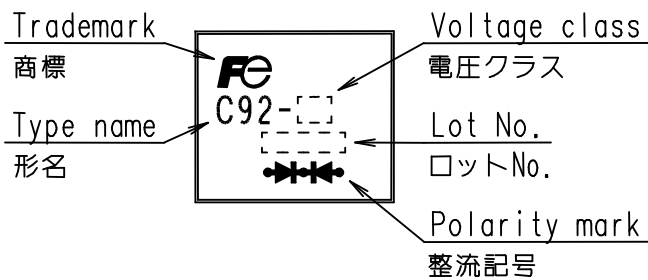 Trademark
商標
Type name
形名
Fe
C92-
Voltage class
電圧クラス
Lot No.
ロットNo.
Polarity mark
整流記号